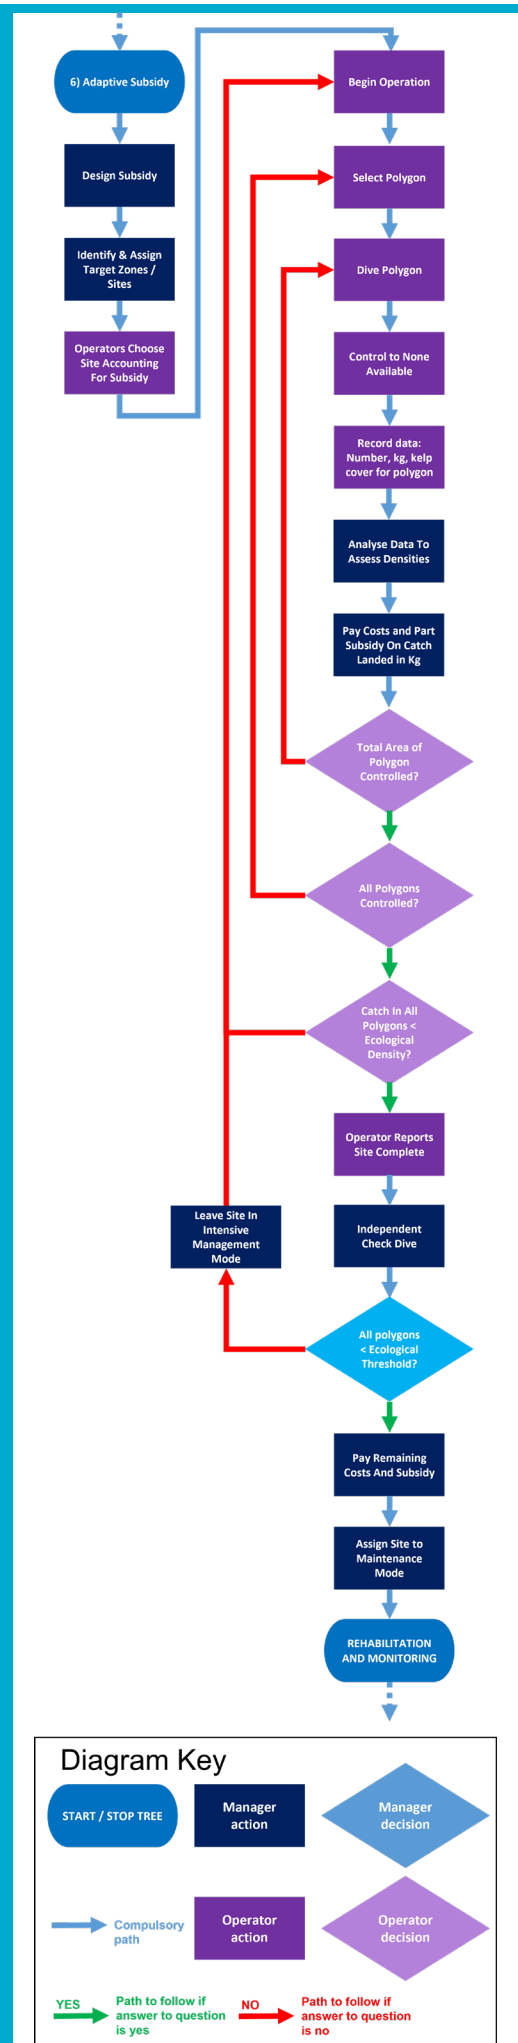 6) Adaptive Subsidy
Design Subsidy
Identify & Assign
Target Zones /
Sites
Operators Choose
Site Accounting
For Subsidy
Begin Operation
Select Polygon
Dive Polygon
Control to None
Available
Record data:
Number, kg, kelp
cover for polygon
Analyse Data To
Assess Densities
Pay Costs and Part
Subsidy On Catch
Landed in Kg
Total Area of
Polygon
Controlled?
All Polygons
Controlled?
Catch In All
Polygons <
Ecological
Density?
Operator Reports
Site Complete
Leave Site In
Intensive
Management
Mode
Independent
Check Dive
All polygons
< Ecological
Threshold?
Pay Remaining
Costs And Subsidy
Assign Site to
Maintenance
Mode
REHABILITATION
AND MONITORING
Diagram Key
START / STOP TREE
Manager
action
Manager
decision
Compulsory
path
Operator
action
Operator
decision
YES
Path to follow if
answer to question
is yes
NO
Path to follow if
answer to question
is no